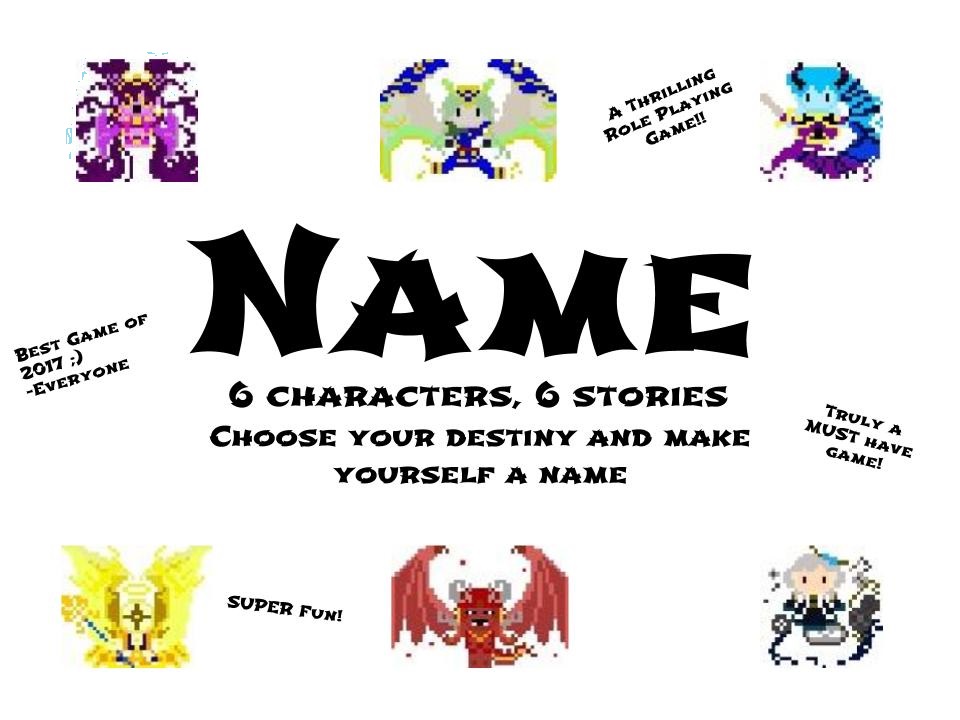 A Thrilling
Role Playing
Game!!
Name
Best Game of
2017 ;)
-Everyone
6 characters, 6 stories
Choose your destiny and make
yourself a name
Truly a
MUST have
game!
SUPER Fun!